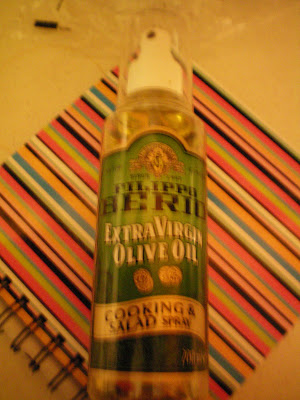 FILIPPO
BERIO
EXTRA VIRGIN
OLIVE OIL
COOKING &
SALAD SPRAY